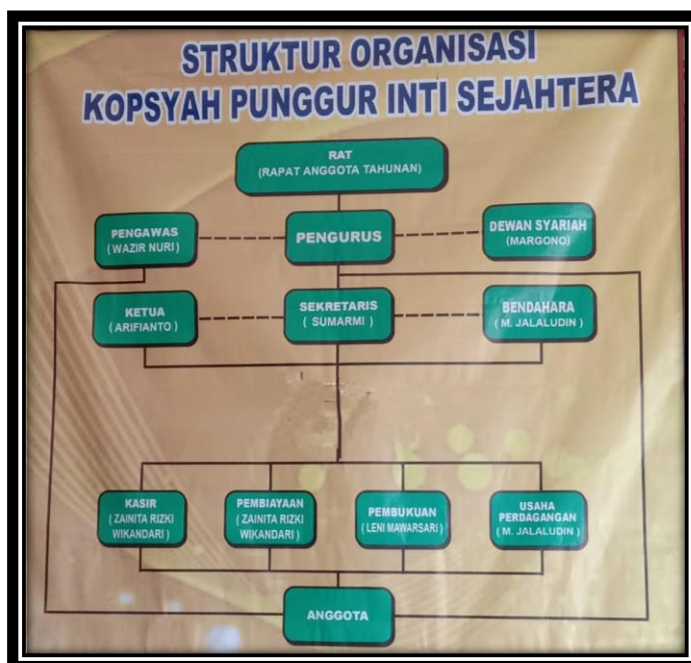 STRUKTUR ORGANISASI
KOPSYAH PUNGGUR INTI SEJAHTERA
RAT
(RAPAT ANGGOTA TAHUNAN)
PENGAWAS
( WAZIR NURI )
PENGURUS
DEWAN SYARIAH
(MARGONO)
KETUA
( ARIFIANTO )
SEKRETARIS
( SUMARMI )
BENDAHARA
( M. JALALUDIN )
KASIR
( ZAINITA RIZKI
WIKANDARI )
PEMBIAYAAN
( ZAINITA RIZKI
WIKANDARI )
PEMBUKUAN
( LENI MAWARSARI )
USAHA
PERDAGANGAN
( M. JALALUDIN )
ANGGOTA